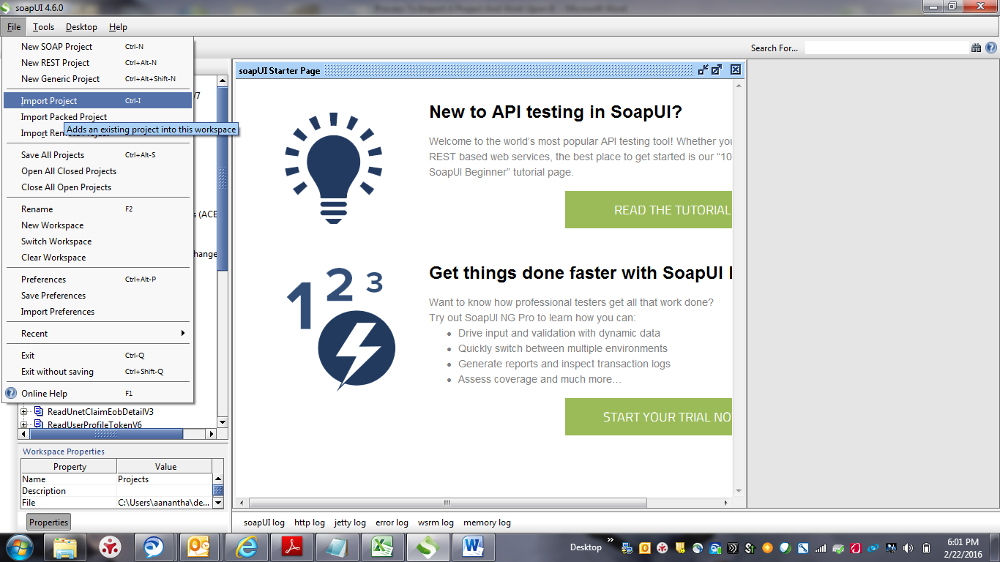 soapUI 4.6.0
File Tools Desktop Help
Search For...
New SOAP Project Ctrl-N
New REST Project Ctrl+Alt-N
New Generic Project Ctrl+Alt+Shift-N
Import Project Ctrl-I
Import Packed Project
Adds an existing project into this workspace
Save All Projects Ctrl+Alt-S
Open All Closed Projects
Close All Open Projects
Rename F2
New Workspace
Switch Workspace
Clear Workspace
Preferences Ctrl+Alt-P
Save Preferences
Import Preferences
Recent
Exit Ctrl-Q
Exit without saving Ctrl+Shift-Q
Online Help F1
V7
s (ACE
hange
ReadUnetClaimEobDetailV3
ReadUserProfileTokenV6
Workspace Properties
Property Value
Name Projects
Description
File C:\Users\aanantha\de...
Properties
soapUI Starter Page
New to API testing in SoapUI?
Welcome to the world's most popular API testing tool! Whether you
REST based web services, the best place to get started is our “10
SoapUI Beginner” tutorial page.
READ THE TUTORIAL
1 2 3
Get things done faster with SoapUI
Want to know how professional testers get all that work done?
Try out SoapUI NG Pro to learn how you can:
Drive input and validation with dynamic data
Quickly switch between multiple environments
Generate reports and inspect transaction logs
Assess coverage and much more…
START YOUR TRIAL NO
soapUI log http log jetty log error log wsrm log memory log
Desktop
6:01 PM
2/22/2016